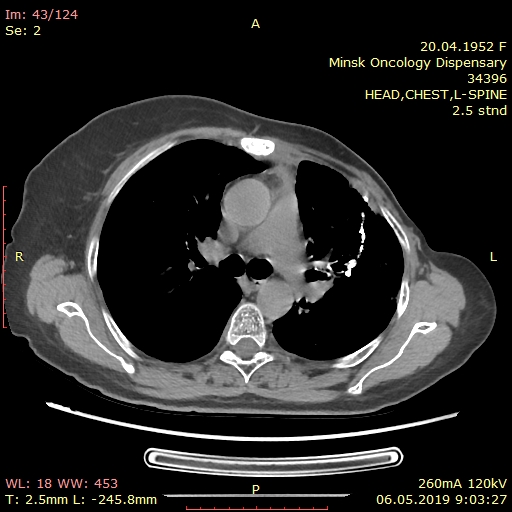 Im: 43/124
Se: 2
A
20.04.1952 F
Minsk Oncology Dispensary
34396
HEAD,CHEST,L-SPINE
2.5 stnd
R
L
WL: 18 WW: 453
T: 2.5mm L: -245.8mm
P
260mA 120kV
06.05.2019 9:03:27